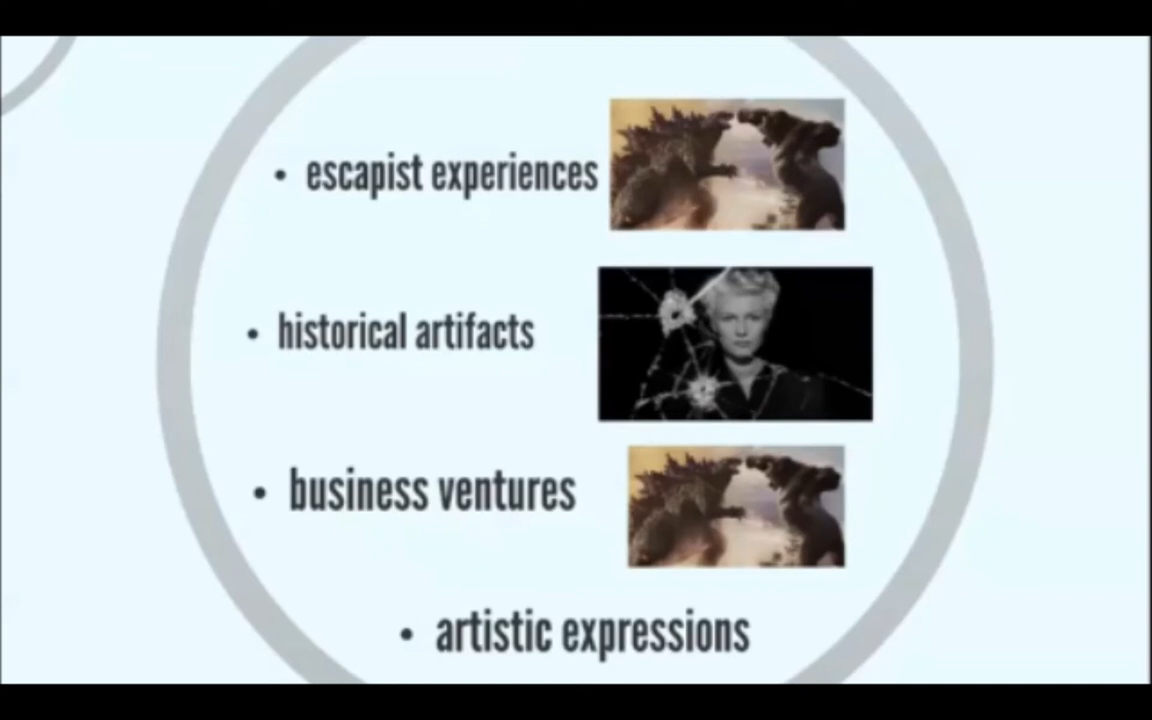 • escapist experiences
• historical artifacts
• business ventures
• artistic expressions